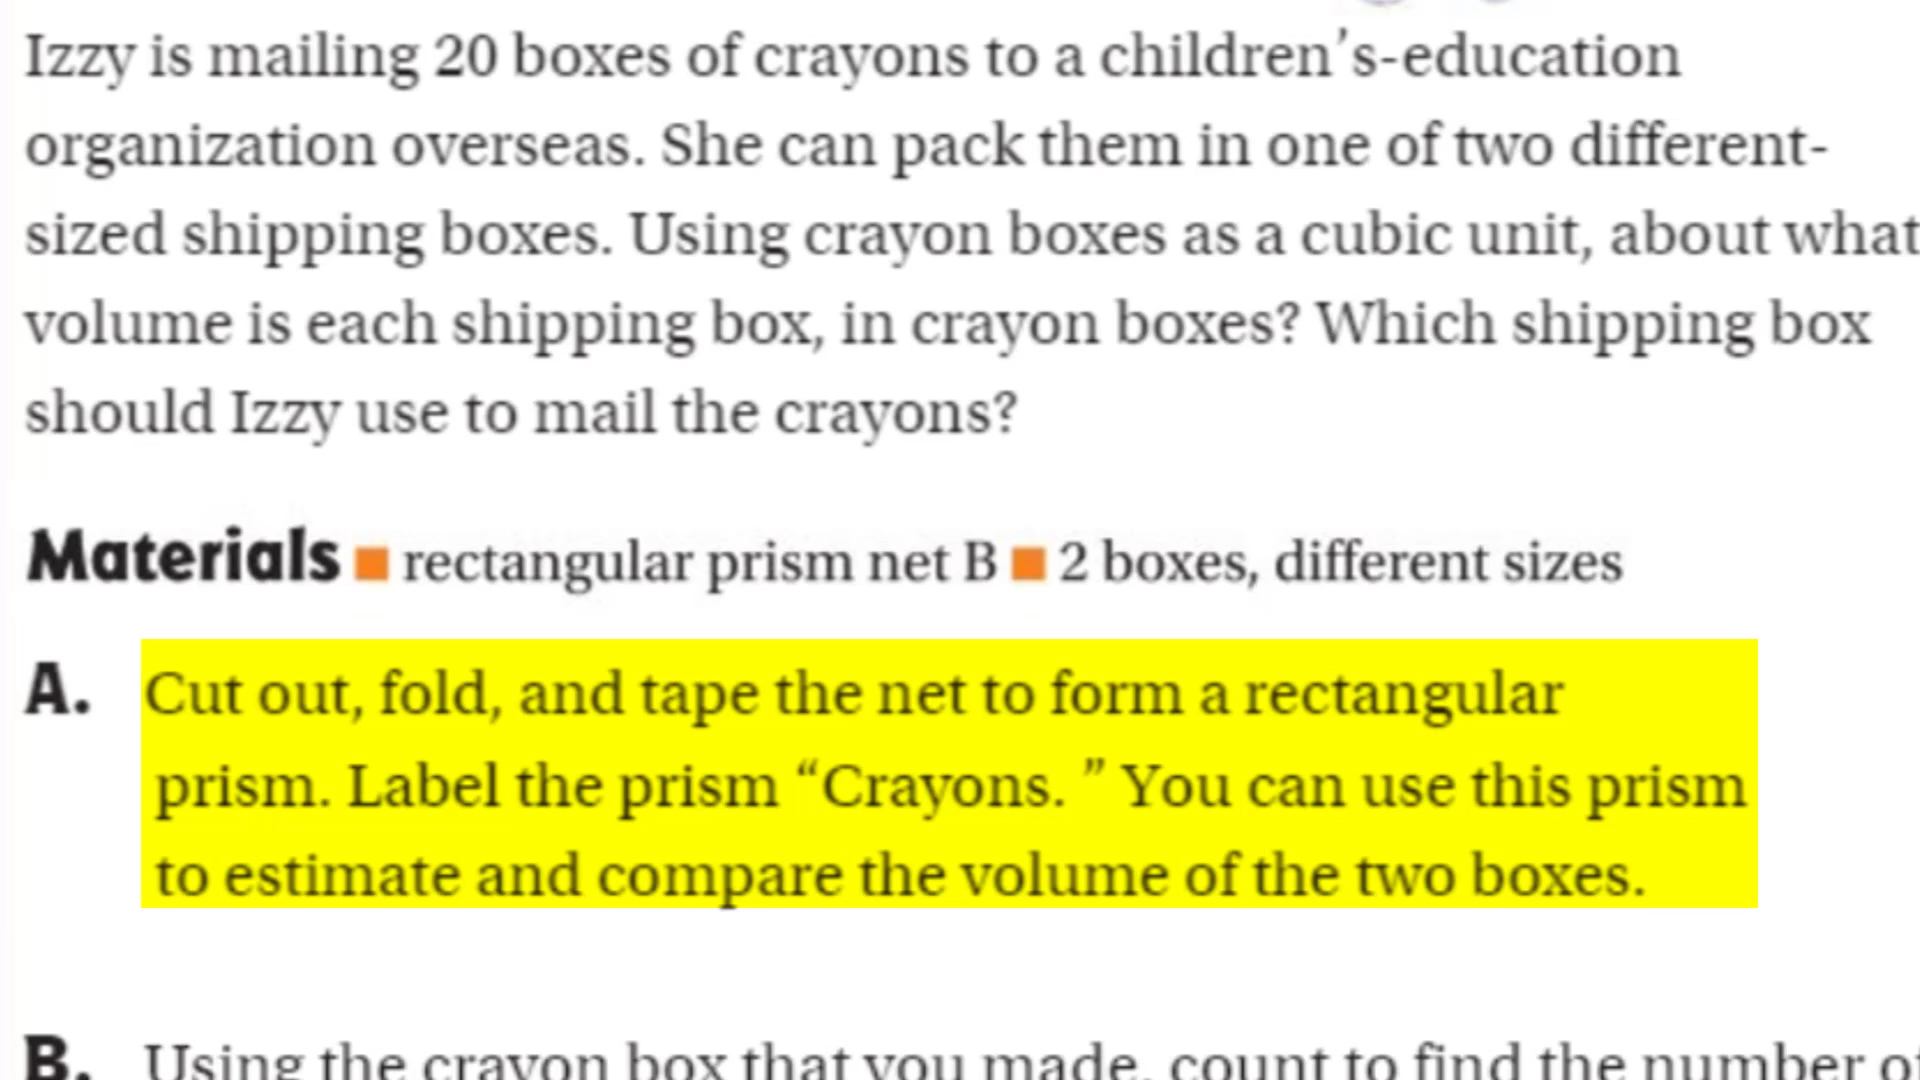 Izzy is mailing 20 boxes of crayons to a children’s-education
organization overseas. She can pack them in one of two different-
sized shipping boxes. Using crayon boxes as a cubic unit, about what
volume is each shipping box, in crayon boxes? Which shipping box
should Izzy use to mail the crayons?
Materials ■ rectangular prism net B ■ 2 boxes, different sizes
A. Cut out, fold, and tape the net to form a rectangular
prism. Label the prism “Crayons. ” You can use this prism
to estimate and compare the volume of the two boxes.
B. Using the crayon box that you made, count to find the number of